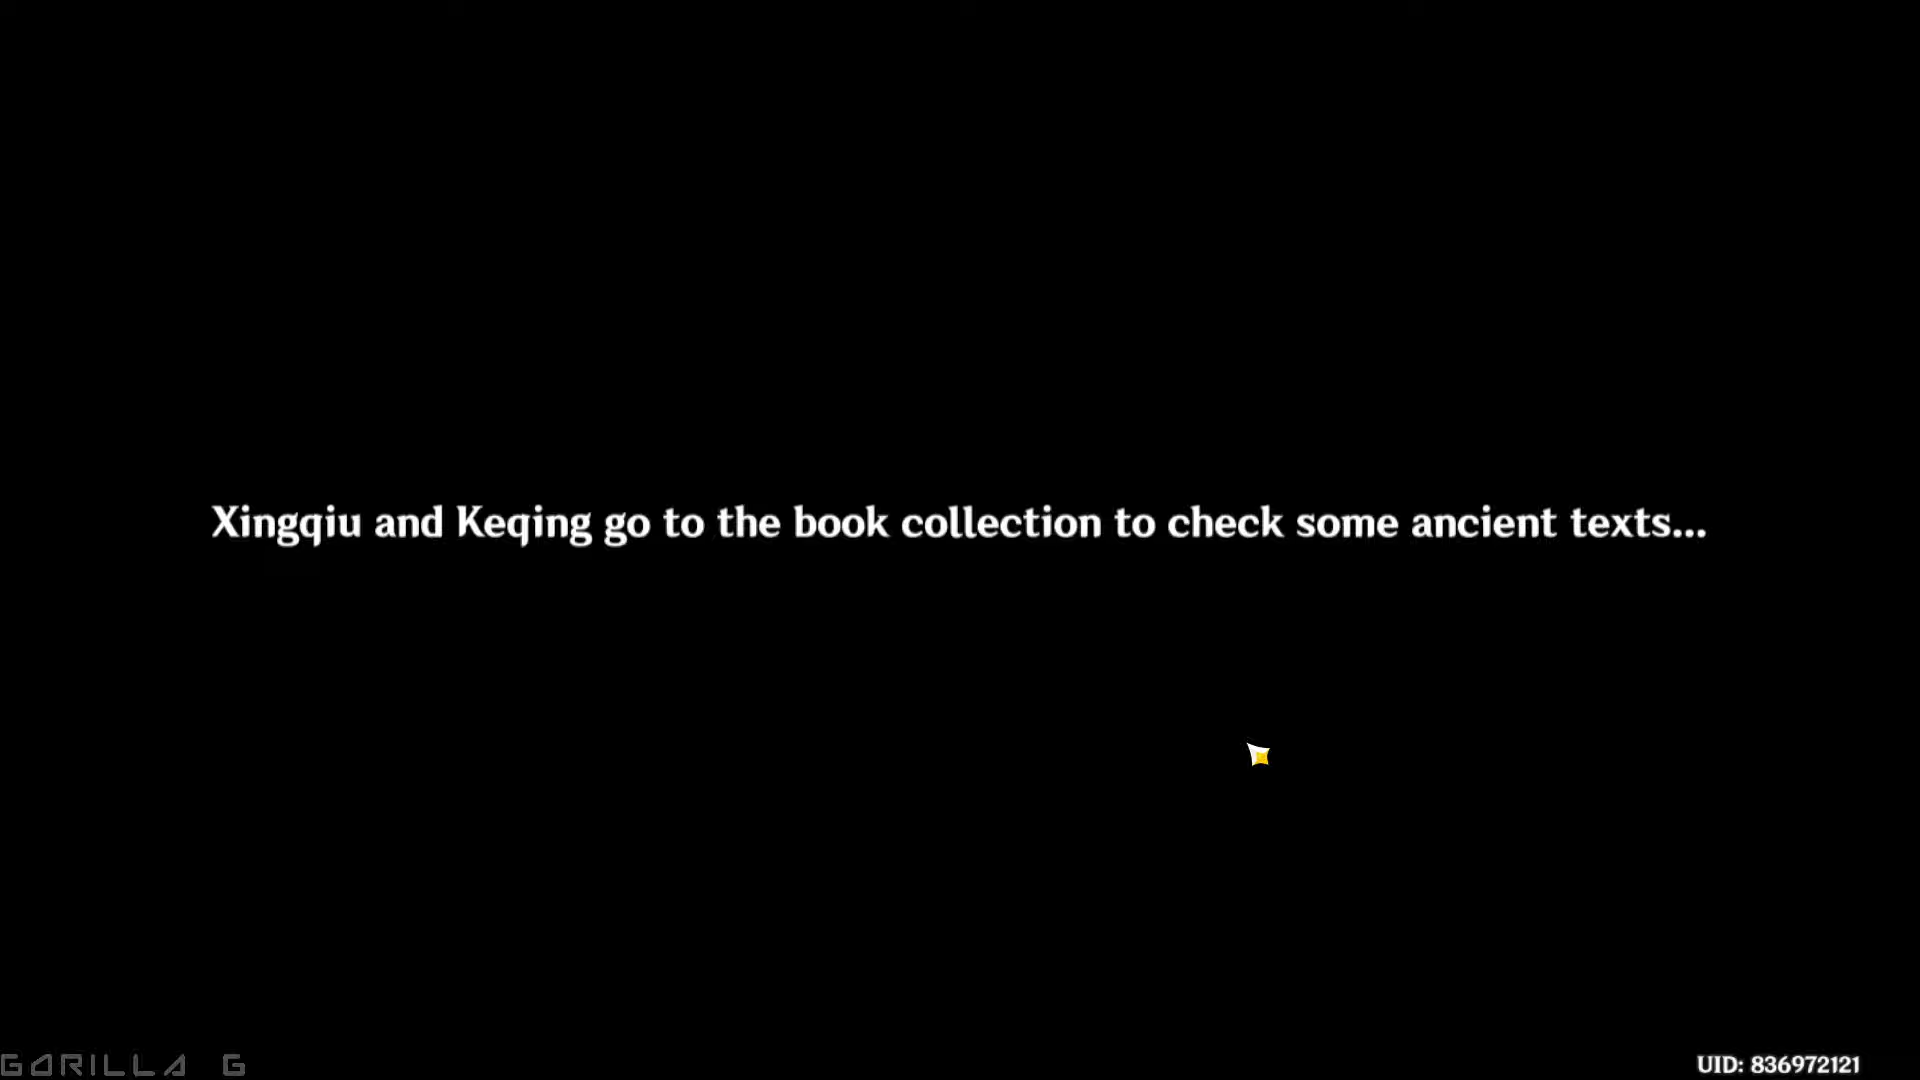 Xingqiu and Keqing go to the book collection to check some ancient texts...
GORILLA G
UID: 836972121